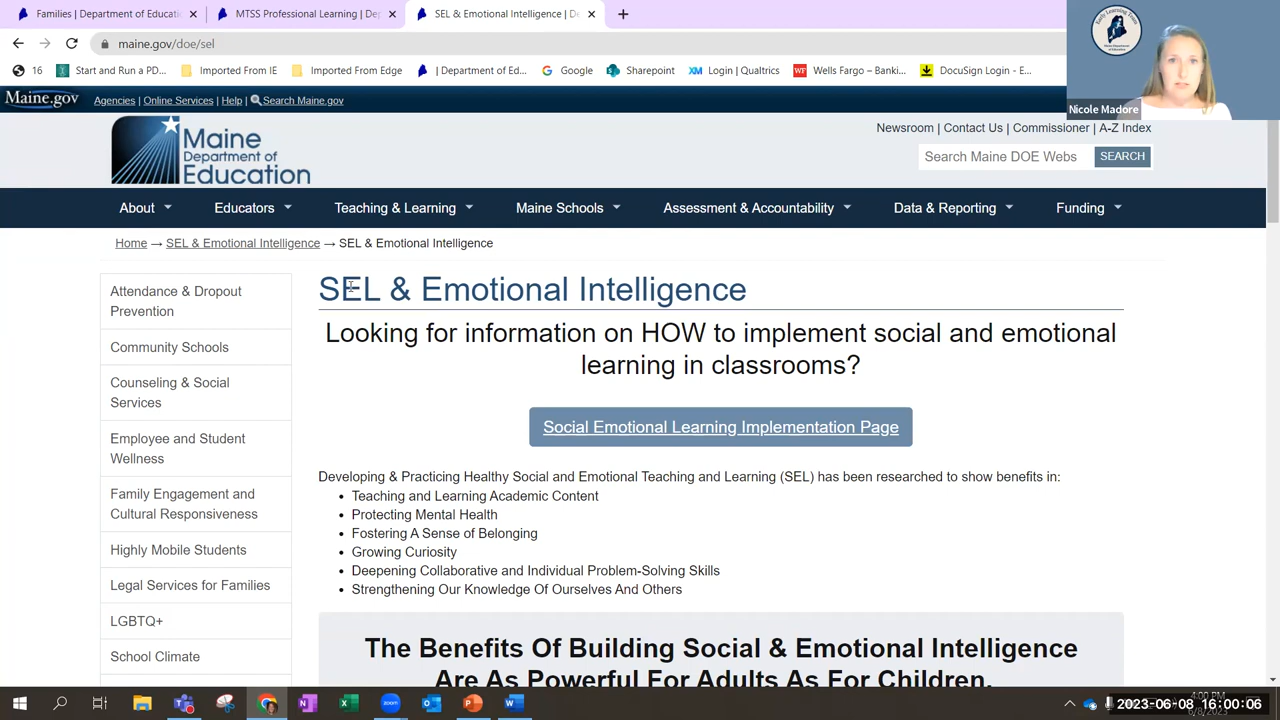 Families | Department of Educati
MTSS Professional Learning | Dep
SEL & Emotional Intelligence | De
maine.gov/doe/sel
16
Start and Run a PD...
Imported From IE
Imported From Edge
| Department of Ed...
Google
Sharepoint
Login | Qualtrics
Wells Fargo – Banki...
DocuSign Login - E...
Nicole Madore
Maine.gov
Agencies | Online Services | Help | Search Maine.gov
Maine
Department of
Education
Newsroom | Contact Us | Commissioner | A-Z Index
Search Maine DOE Webs
SEARCH
About
Educators
Teaching & Learning
Maine Schools
Assessment & Accountability
Data & Reporting
Funding
Home → SEL & Emotional Intelligence → SEL & Emotional Intelligence
Attendance & Dropout
Prevention
Community Schools
Counseling & Social
Services
Employee and Student
Wellness
Family Engagement and
Cultural Responsiveness
Highly Mobile Students
Legal Services for Families
LGBTQ+
School Climate
SEL & Emotional Intelligence
Looking for information on HOW to implement social and emotional
learning in classrooms?
Social Emotional Learning Implementation Page
Developing & Practicing Healthy Social and Emotional Teaching and Learning (SEL) has been researched to show benefits in:
• Teaching and Learning Academic Content
• Protecting Mental Health
• Fostering A Sense of Belonging
• Growing Curiosity
• Deepening Collaborative and Individual Problem-Solving Skills
• Strengthening Our Knowledge Of Ourselves And Others
The Benefits Of Building Social & Emotional Intelligence
Are As Powerful For Adults As For Children.
zoom
4:00 PM
2023-06-08 16:00:06
6/8/2023